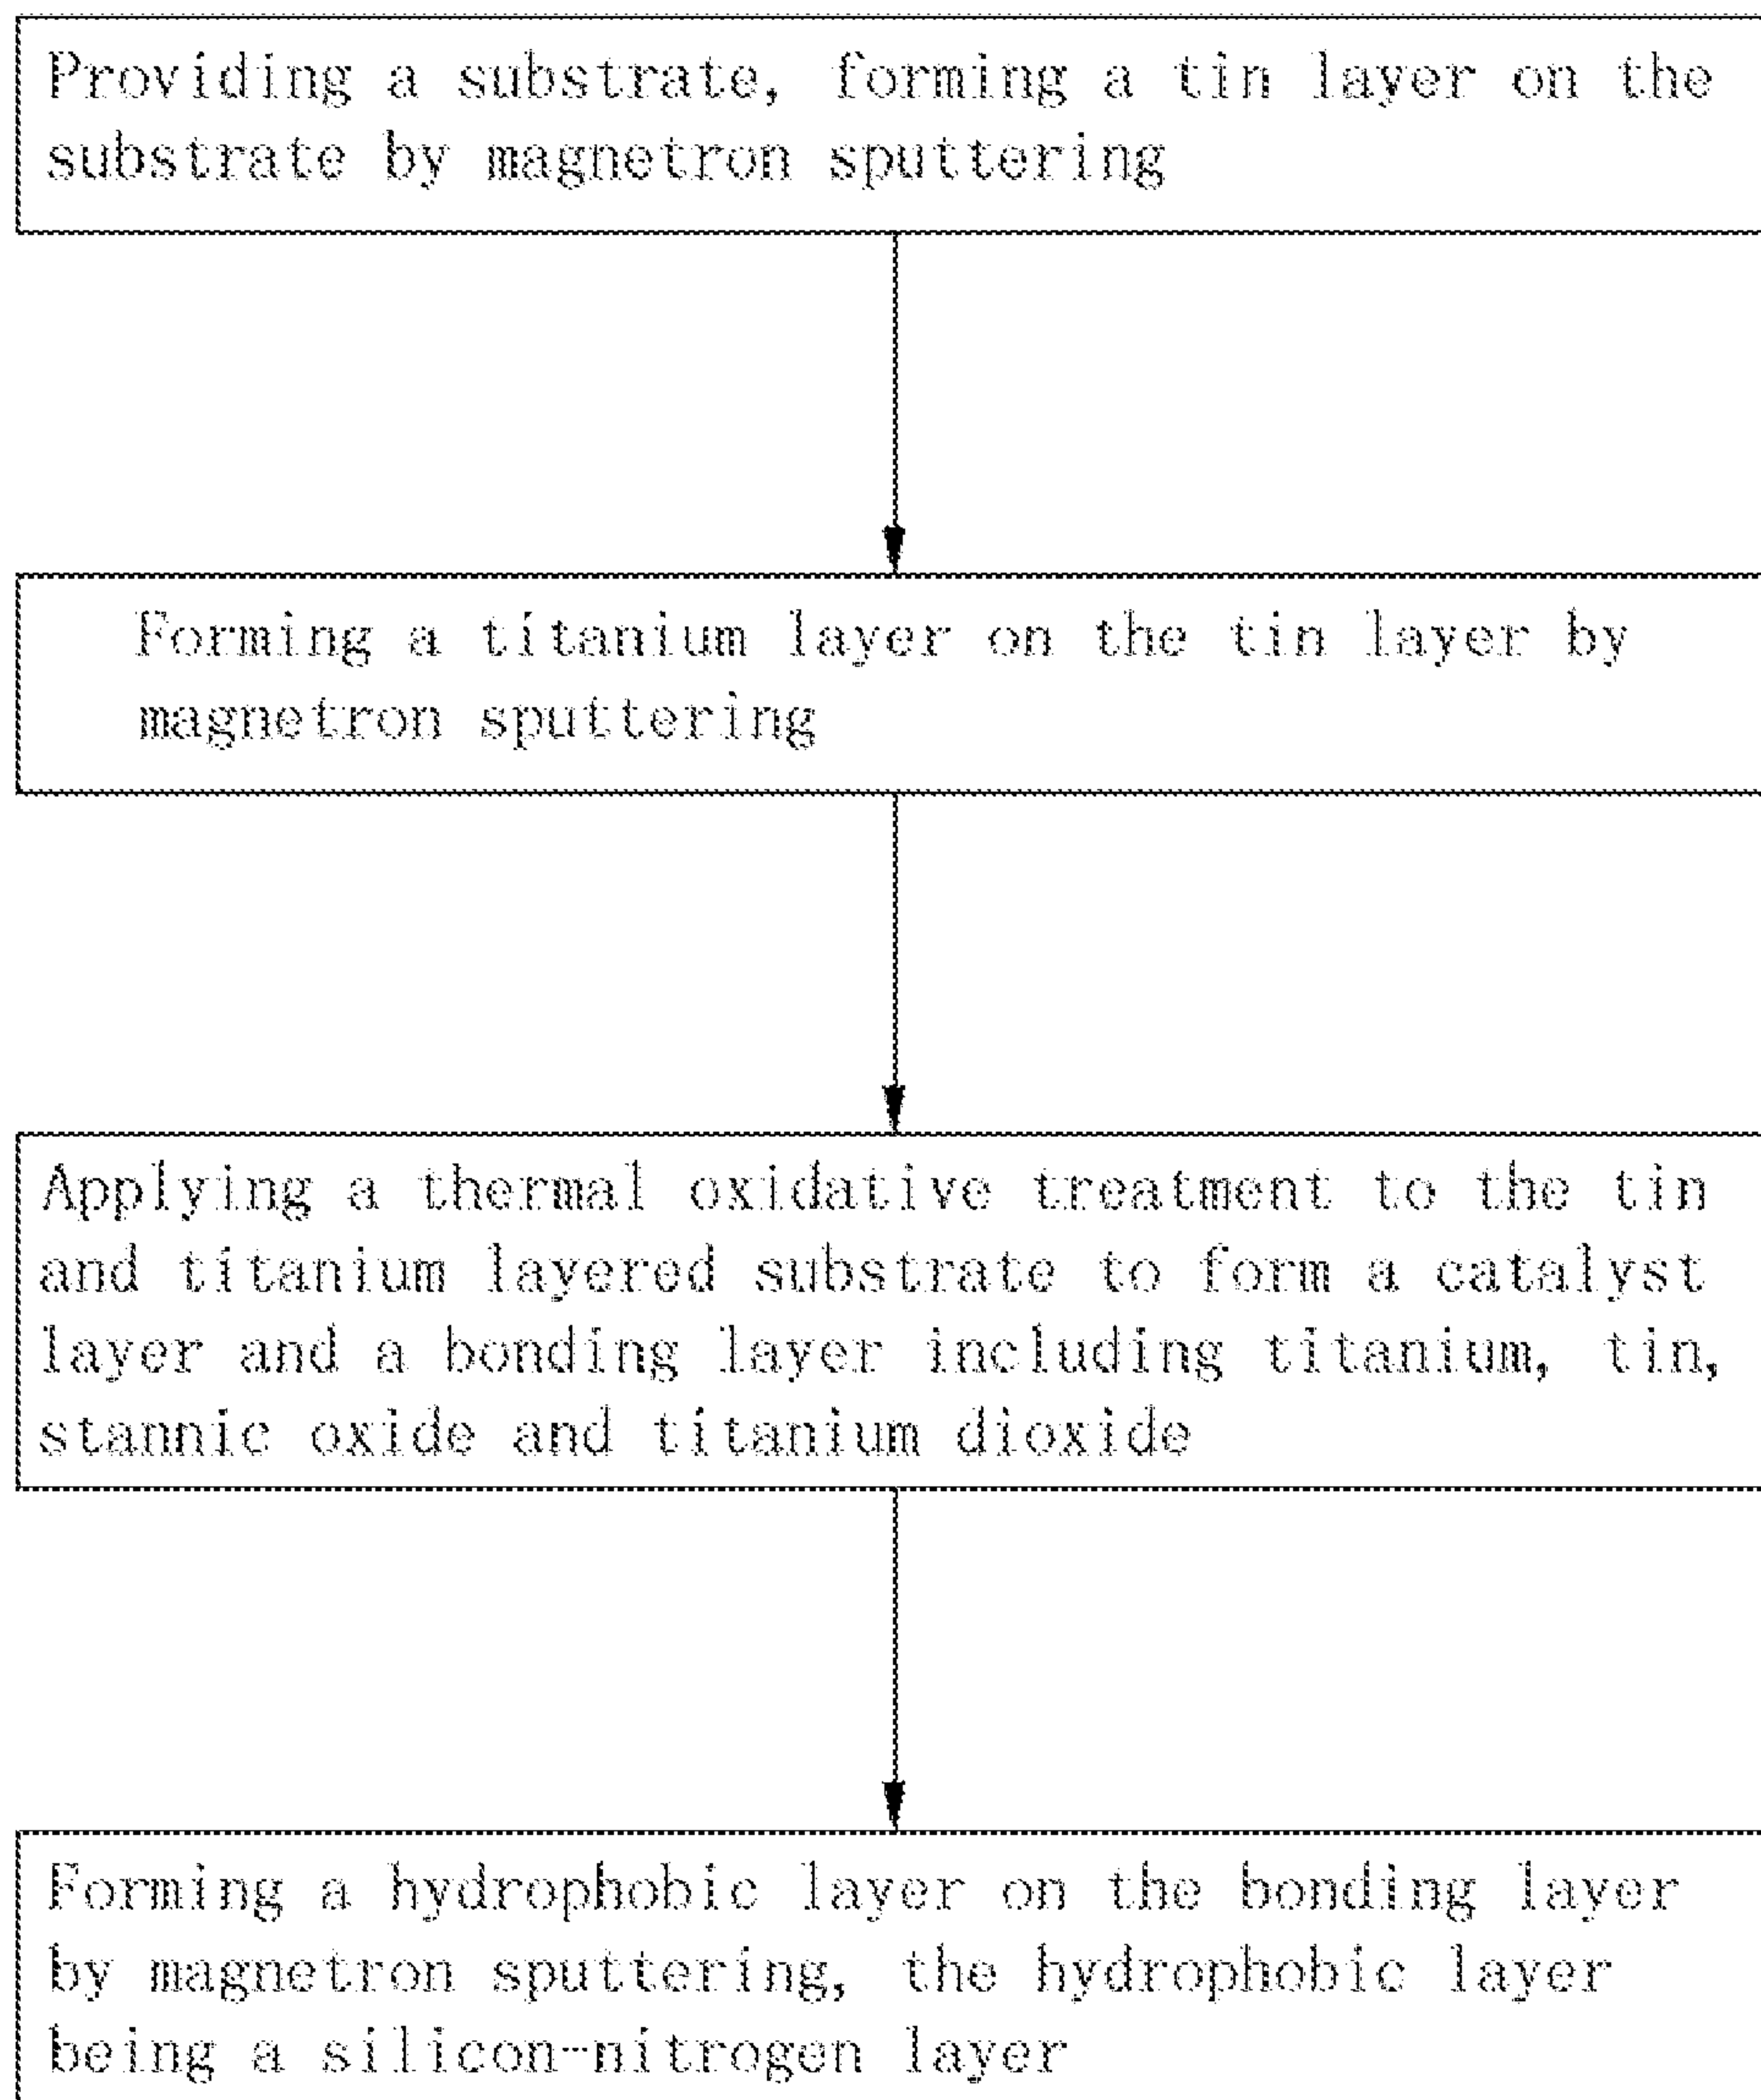 Providing a substrate, forming a tin layer on the
substrate by magnetron sputtering
Forming a titanium layer on the tin layer by
magnetron sputtering
Applying a thermal oxidative treatment to the tin
and titanium layered substrate to form a catalyst
layer and a bonding layer including titanium, tin,
stannic oxide and titanium dioxide
Forming a hydrophobic layer on the bonding layer
by magnetron sputtering, the hydrophobic layer
being a silicon-nitrogen layer